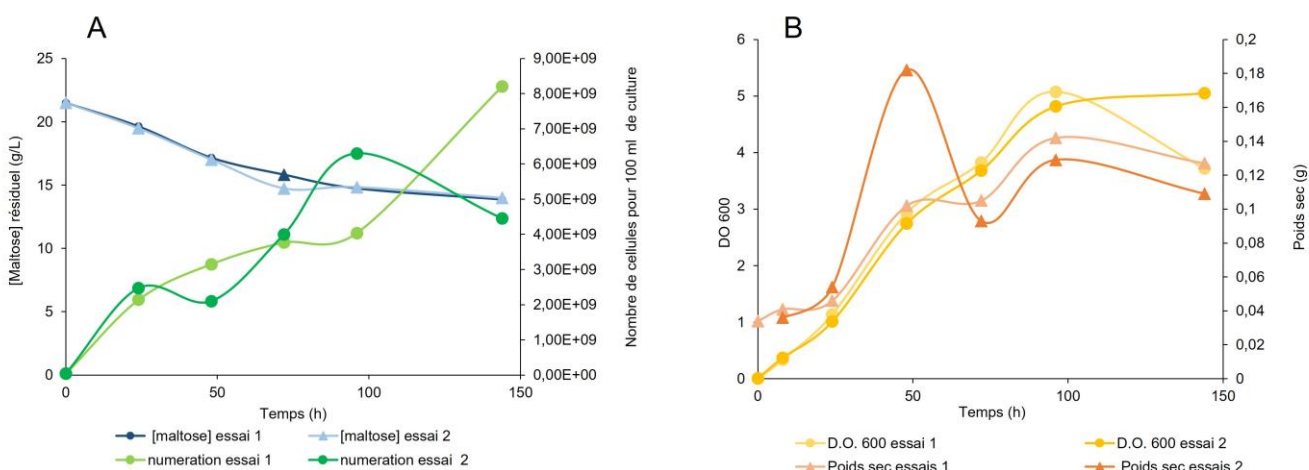 A
25
20
15
10
5
0
[Maltose] résiduel (g/L)
9,00E+09
8,00E+09
7,00E+09
6,00E+09
5,00E+09
4,00E+09
3,00E+09
2,00E+09
1,00E+09
0,00E+00
Nombre de cellules pour 100 ml de culture
0 50 100 150
Temps (h)
[maltose] essai 1 [maltose] essai 2
numeration essai 1 numeration essai 2
B
6
5
4
3
2
1
0
DO 600
0,2
0,18
0,16
0,14
0,12
0,1
0,08
0,06
0,04
0,02
0
Poids sec (g)
0 50 100 150
Temps (h)
D.O. 600 essai 1 D.O. 600 essai 2
Poids sec essais 1 Poids sec essais 2